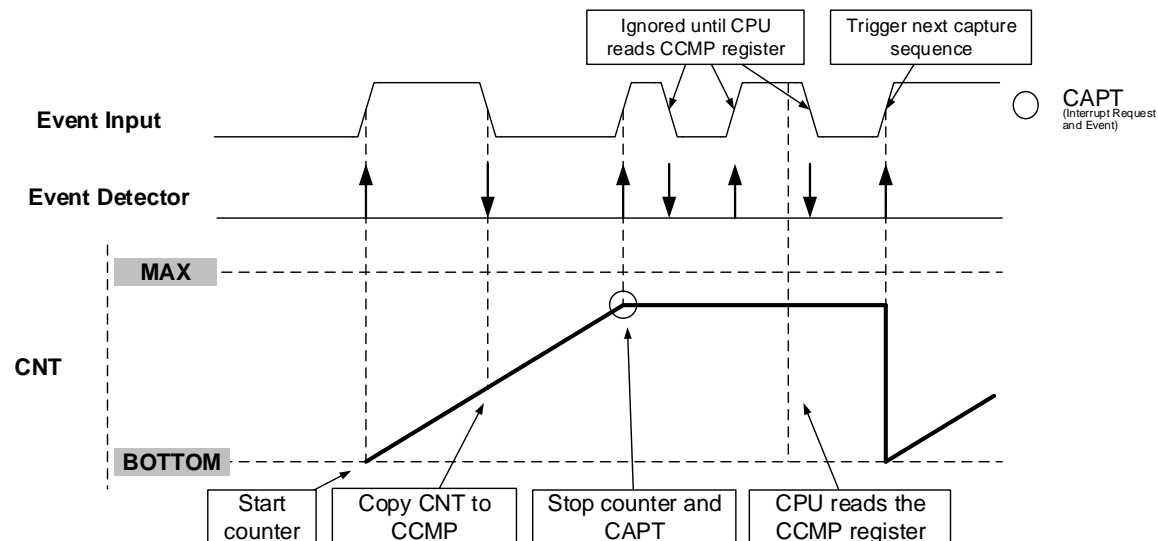 Ignored until CPU
reads CCMP register
Trigger next capture
sequence
CAPT
(Interrupt Request
and Event)
Event Input
Event Detector
MAX
CNT
BOTTOM
Start
counter
Copy CNT to
CCMP
Stop counter and
CAPT
CPU reads the
CCMP register